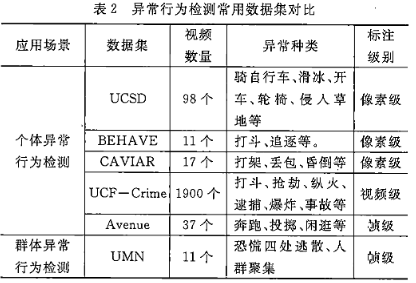 表 2 异常行为检测常用数据集对比
应用场景 数据集 视频数量 异常种类 标注级别
个体异常行为检测
UCSD 98 个 骑自行车、滑冰、开车、轮椅、侵入草地等 像素级
BEHAVE 11 个 打斗、追逐等。 像素级
CAVIAR 17 个 打架、丢包、昏倒等 像素级
UCF-Crime 1900 个 打斗、抢劫、纵火、逮捕、爆炸、事故等 视频级
Avenue 37 个 奔跑、投掷、闲逛等 帧级
群体异常行为检测 UMN 11 个 恐慌四处逃散、人群聚集 帧级